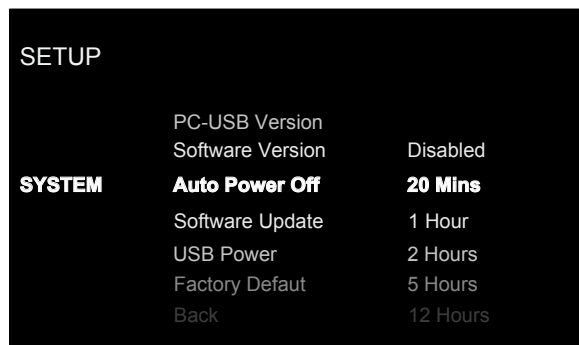 SETUP
PC-USB Version
Software Version Disabled
SYSTEM Auto Power Off 20 Mins
Software Update 1 Hour
USB Power 2 Hours
Factory Defaut 5 Hours
Back 12 Hours